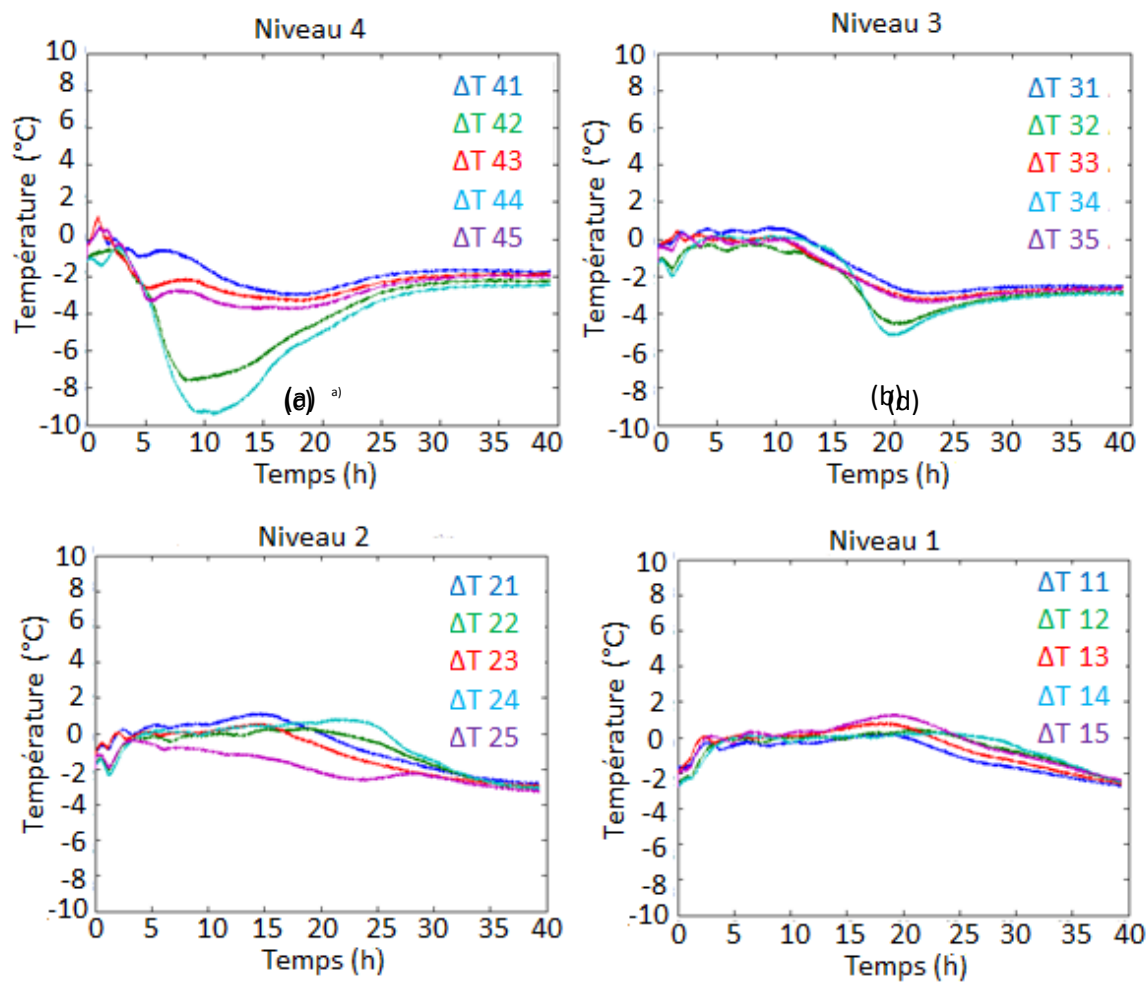 Niveau 4
Température (°C)
10
8
6
4
2
0
-2
-4
-6
-8
-10
ΔT 41
ΔT 42
ΔT 43
ΔT 44
ΔT 45
(a)
a)
0 5 10 15 20 25 30 35 40
Temps (h)
Niveau 3
Température (°C)
10
8
6
4
2
0
-2
-4
-6
-8
-10
ΔT 31
ΔT 32
ΔT 33
ΔT 34
ΔT 35
(b)
(d)
0 5 10 15 20 25 30 35 40
Temps (h)
Niveau 2
Température (°C)
10
8
6
4
2
0
-2
-4
-6
-8
-10
ΔT 21
ΔT 22
ΔT 23
ΔT 24
ΔT 25
0 5 10 15 20 25 30 35 40
Temps (h)
Niveau 1
Température (°C)
10
8
6
4
2
0
-2
-4
-6
-8
-10
ΔT 11
ΔT 12
ΔT 13
ΔT 14
ΔT 15
0 5 10 15 20 25 30 35 40
Temps (h)